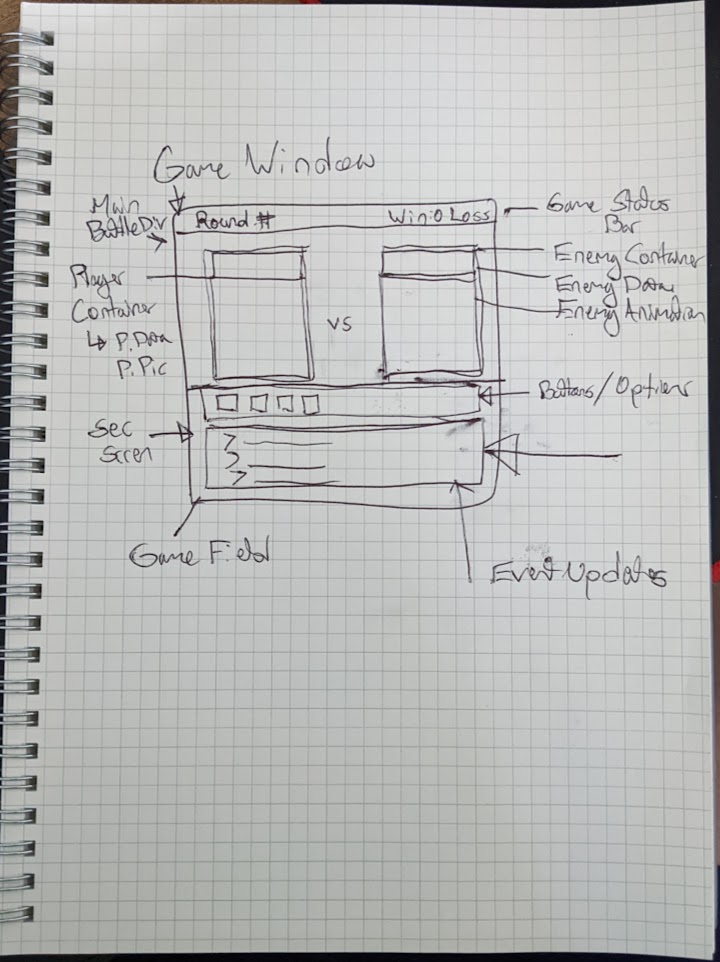 Game Window
Main
BattleDiv
Round #
Win:0 Loss
Game Status
Bar
Enemy Container
Enemy Data
Enemy Animation
Player
Container
↳ P. Data
P. Pic
VS
Buttons/Options
Sec
Scren
>
>
>
Game Field
Event Updates